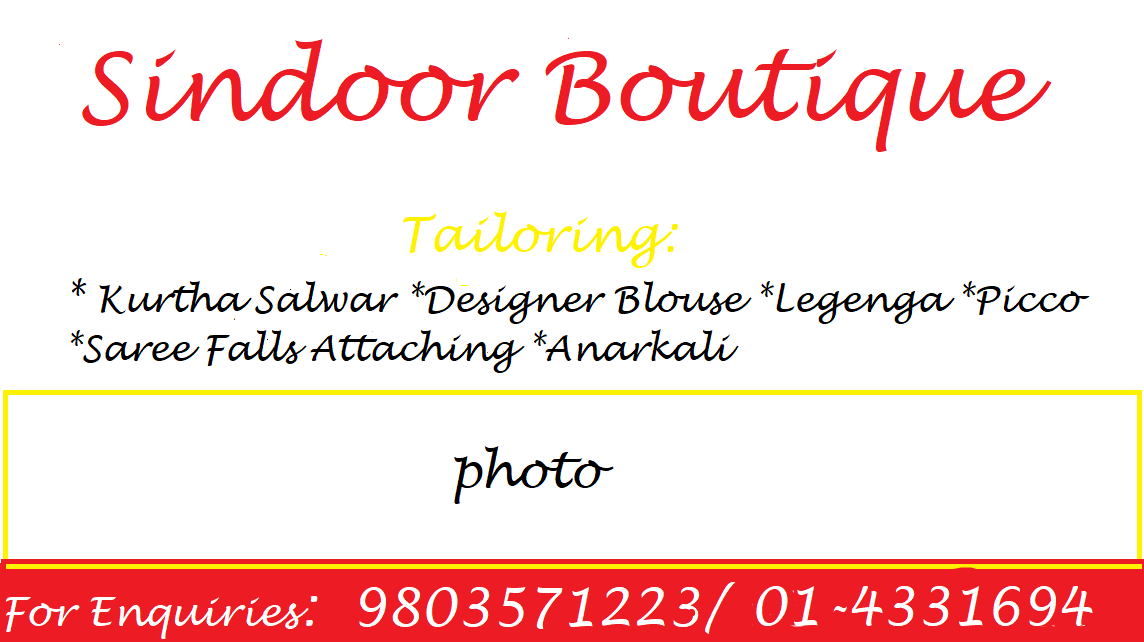 Sindoor Boutique
Tailoring:
* Kurtha Salwar *Designer Blouse *Legenga *Picco
*Saree Falls Attaching *Anarkali
photo
For Enquiries: 9803571223/ 01-4331694